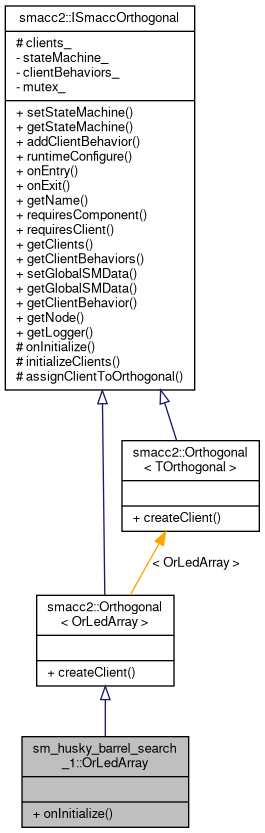 smacc2::ISmaccOrthogonal
# clients_
- stateMachine_
- clientBehaviors_
- mutex_
+ setStateMachine()
+ getStateMachine()
+ addClientBehavior()
+ runtimeConfigure()
+ onEntry()
+ onExit()
+ getName()
+ requiresComponent()
+ requiresClient()
+ getClients()
+ getClientBehaviors()
+ setGlobalSMData()
+ getGlobalSMData()
+ getClientBehavior()
+ getNode()
+ getLogger()
# onInitialize()
# initializeClients()
# assignClientToOrthogonal()
smacc2::Orthogonal
< TOrthogonal >
+ createClient()
< OrLedArray >
smacc2::Orthogonal
< OrLedArray >
+ createClient()
sm_husky_barrel_search
_1::OrLedArray
+ onInitialize()